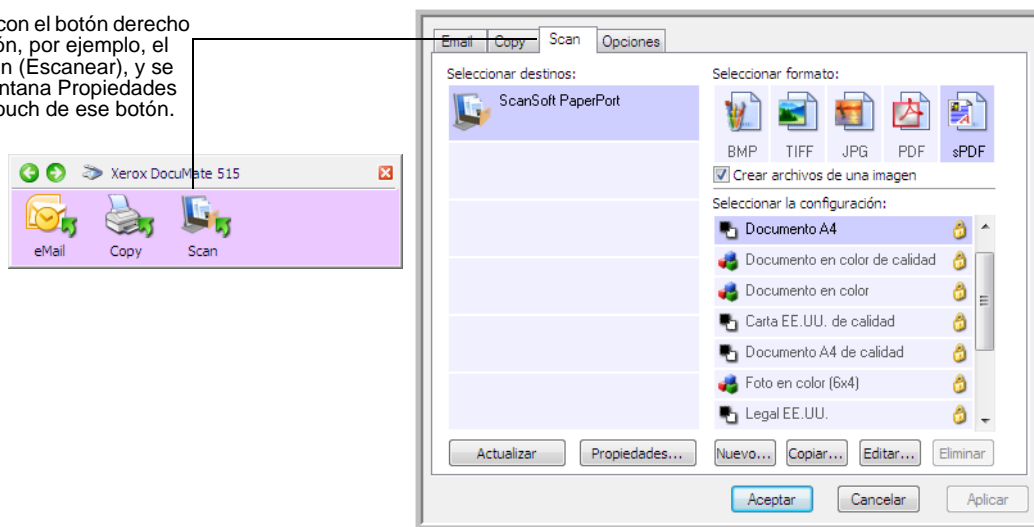 con el botón derecho
ón, por ejemplo, el
n (Escanear), y se
ntana Propiedades
ouch de ese botón.
Xerox DocuMate 515
eMail Copy Scan
Email Copy Scan Opciones
Seleccionar destinos:
ScanSoft PaperPort
Seleccionar formato:
BMP TIFF JPG PDF sPDF
Crear archivos de una imagen
Seleccionar la configuración:
Documento A4
Documento en color de calidad
Documento en color
Carta EE.UU. de calidad
Documento A4 de calidad
Foto en color (6x4)
Legal EE.UU.
Actualizar Propiedades... Nuevo... Copiar... Editar... Eliminar
Aceptar Cancelar Aplicar